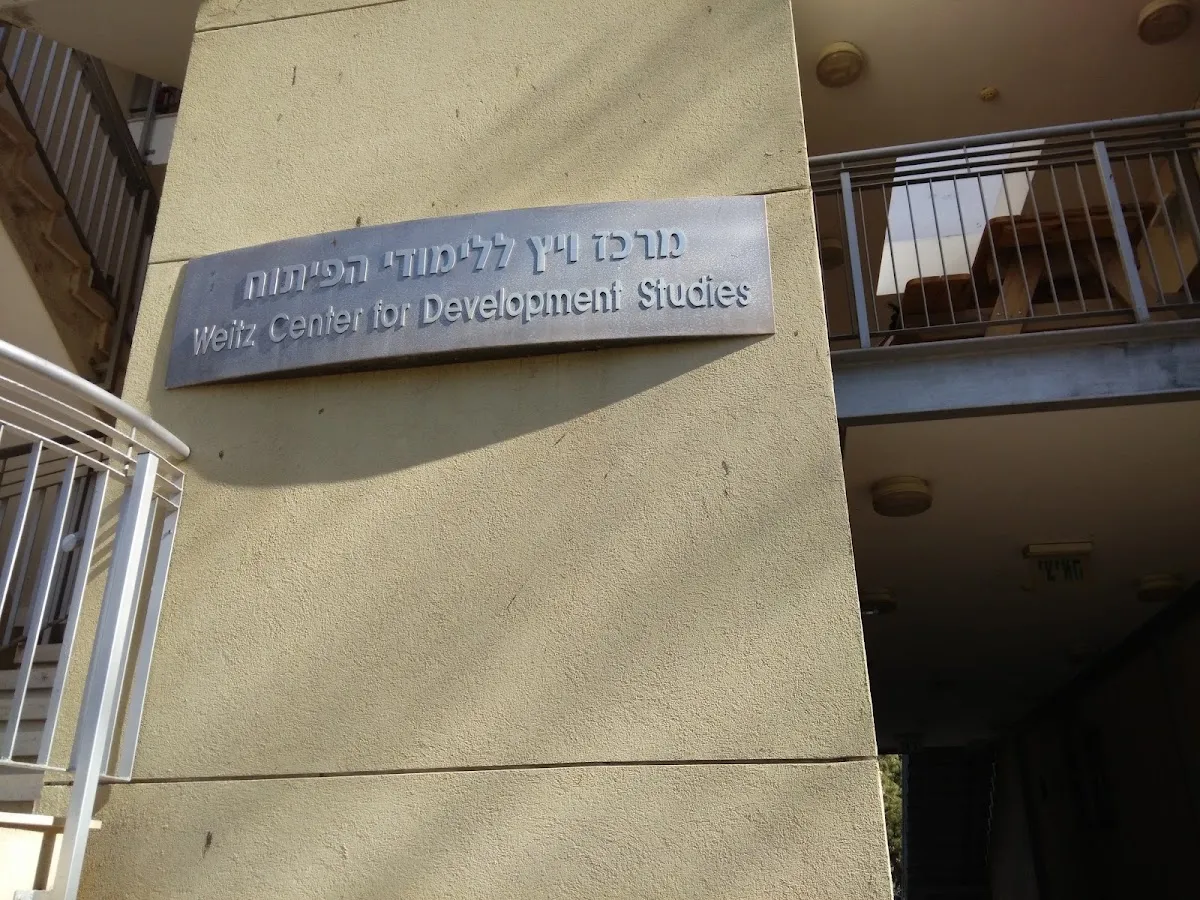 מרכז ויץ ללימודי הפיתוח
Weitz Center for Development Studies